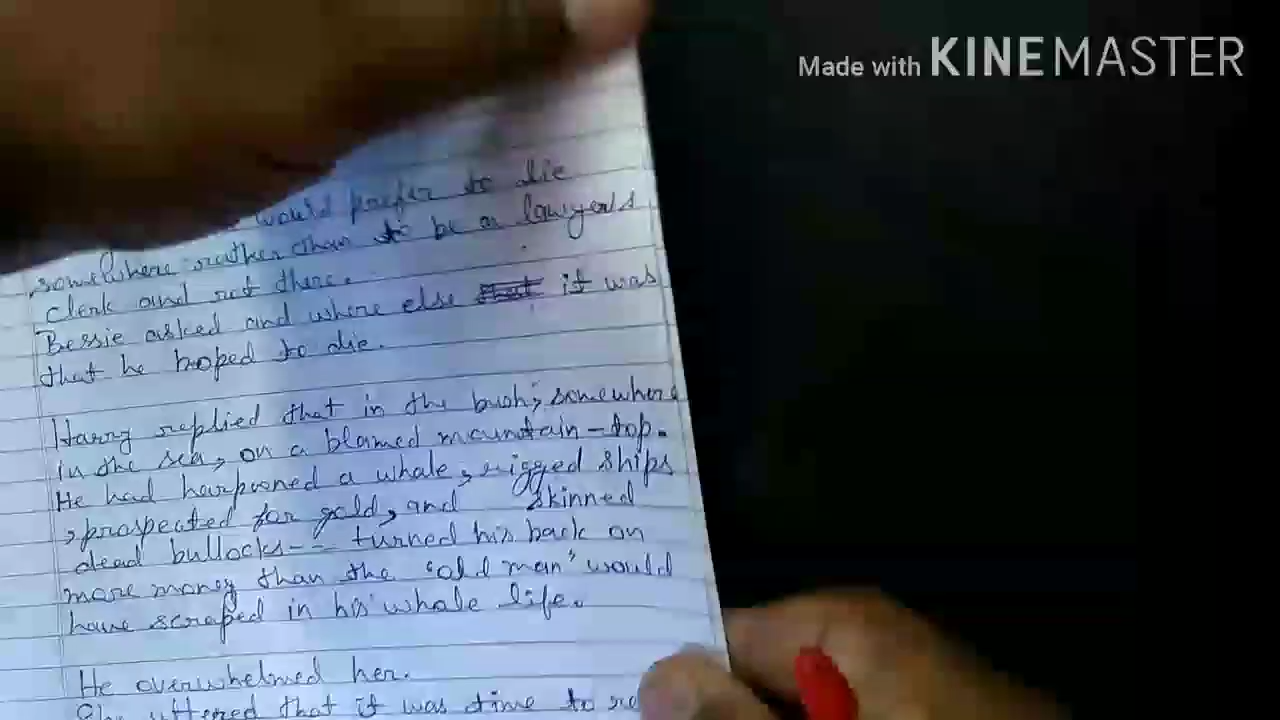 Made with KINEMASTER
would prefer to die
somewhere rather than to be a lawyer's
clerk and not there.
Bessie asked and where else it was
that he hoped to die.
Harry replied that in the bush; somewhere
in the sea, on a blamed mountain-top.
He had harpooned a whale, rigged ships
, prospected for gold, and skinned
dead bullocks-- turned his back on
more money than the "old man" would
have scraped in his whole life.
He overwhelmed her.
She uttered that it was time to